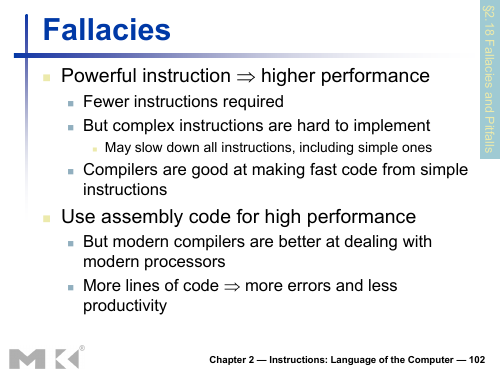 Fallacies
§2.18 Fallacies and Pitfalls
Powerful instruction ⇒ higher performance
Fewer instructions required
But complex instructions are hard to implement
May slow down all instructions, including simple ones
Compilers are good at making fast code from simple
instructions
Use assembly code for high performance
But modern compilers are better at dealing with
modern processors
More lines of code ⇒ more errors and less
productivity
MK®
Chapter 2 — Instructions: Language of the Computer — 102